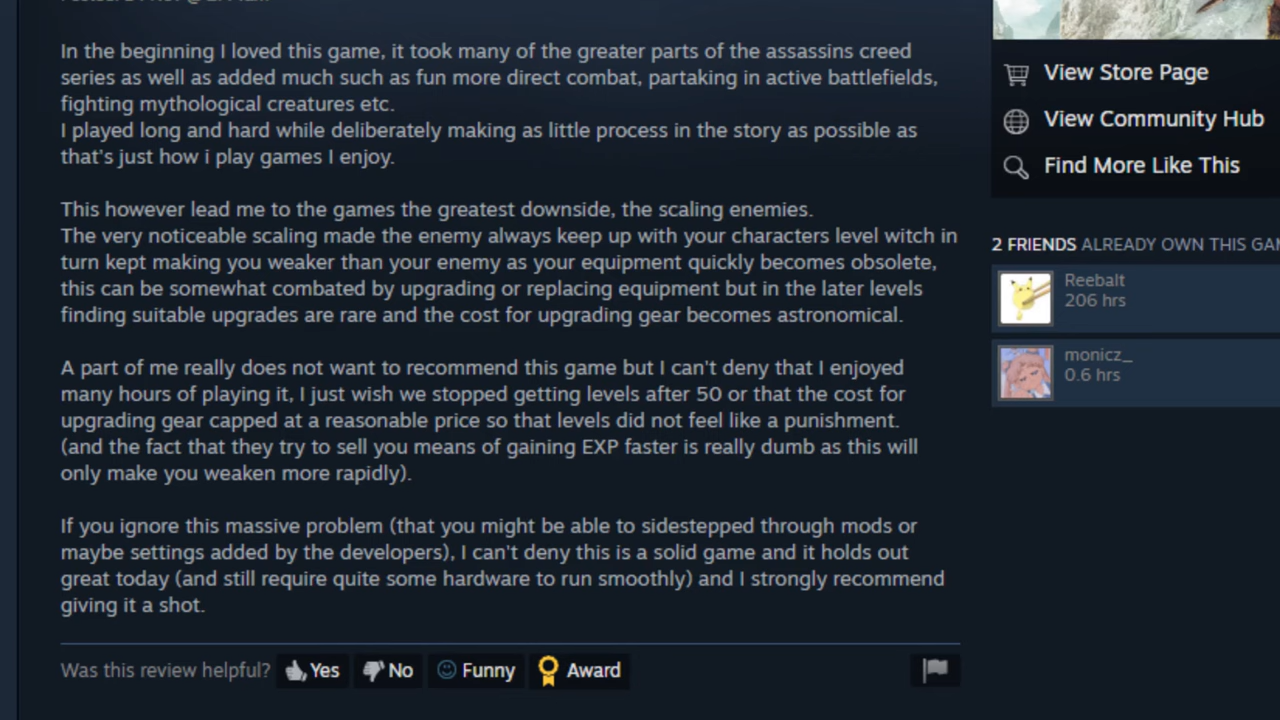 In the beginning I loved this game, it took many of the greater parts of the assassins creed
series as well as added much such as fun more direct combat, partaking in active battlefields,
fighting mythological creatures etc.
I played long and hard while deliberately making as little process in the story as possible as
that's just how i play games I enjoy.
This however lead me to the games the greatest downside, the scaling enemies.
The very noticeable scaling made the enemy always keep up with your characters level witch in
turn kept making you weaker than your enemy as your equipment quickly becomes obsolete,
this can be somewhat combated by upgrading or replacing equipment but in the later levels
finding suitable upgrades are rare and the cost for upgrading gear becomes astronomical.
A part of me really does not want to recommend this game but I can't deny that I enjoyed
many hours of playing it, I just wish we stopped getting levels after 50 or that the cost for
upgrading gear capped at a reasonable price so that levels did not feel like a punishment.
(and the fact that they try to sell you means of gaining EXP faster is really dumb as this will
only make you weaken more rapidly).
If you ignore this massive problem (that you might be able to sidestepped through mods or
maybe settings added by the developers), I can't deny this is a solid game and it holds out
great today (and still require quite some hardware to run smoothly) and I strongly recommend
giving it a shot.
Was this review helpful? Yes No Funny Award
View Store Page
View Community Hub
Find More Like This
2 FRIENDS ALREADY OWN THIS GA
Reebalt
206 hrs
monicz_
0.6 hrs